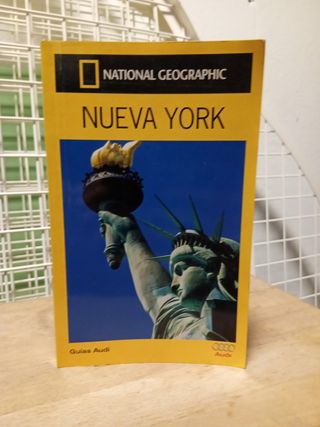 NATIONAL GEOGRAPHIC
NUEVA YORK
Guías Audi
Audi